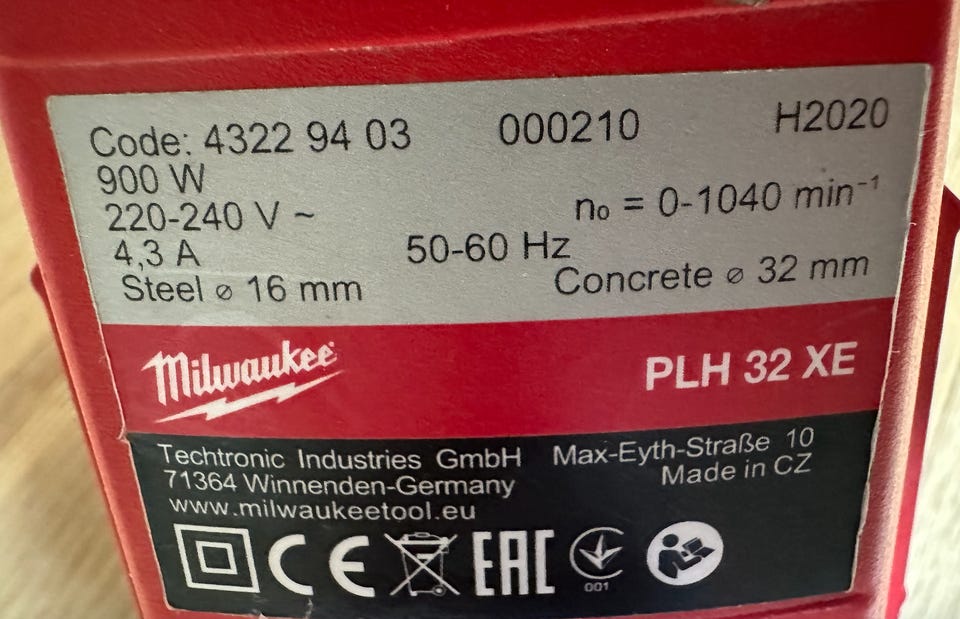 Code: 4322 94 03 000210 H2020
900 W
220-240 V ~ n₀ = 0-1040 min⁻¹
4,3 A 50-60 Hz
Steel ⌀ 16 mm Concrete ⌀ 32 mm
Milwaukee PLH 32 XE
Techtronic Industries GmbH Max-Eyth-Straße 10
71364 Winnenden-Germany Made in CZ
www.milwaukeetool.eu
CE EAC 001